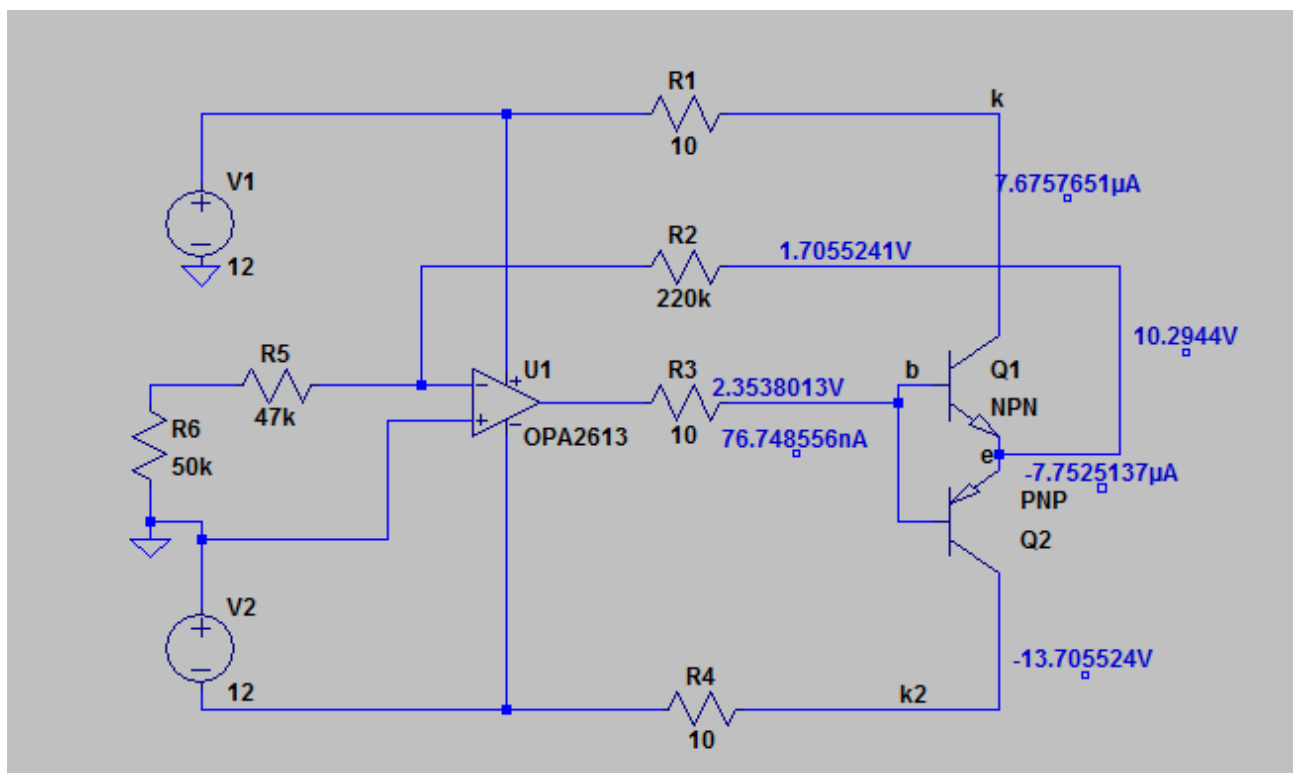 R1
k
10
V1
7.6757651µA
R2
1.7055241V
12
220k
10.2944V
R5
U1
R3
b
Q1
2.3538013V
47k
NPN
R6
OPA2613
10
76.748556nA
e
-7.7525137µA
50k
PNP
Q2
V2
-13.705524V
R4
12
k2
10